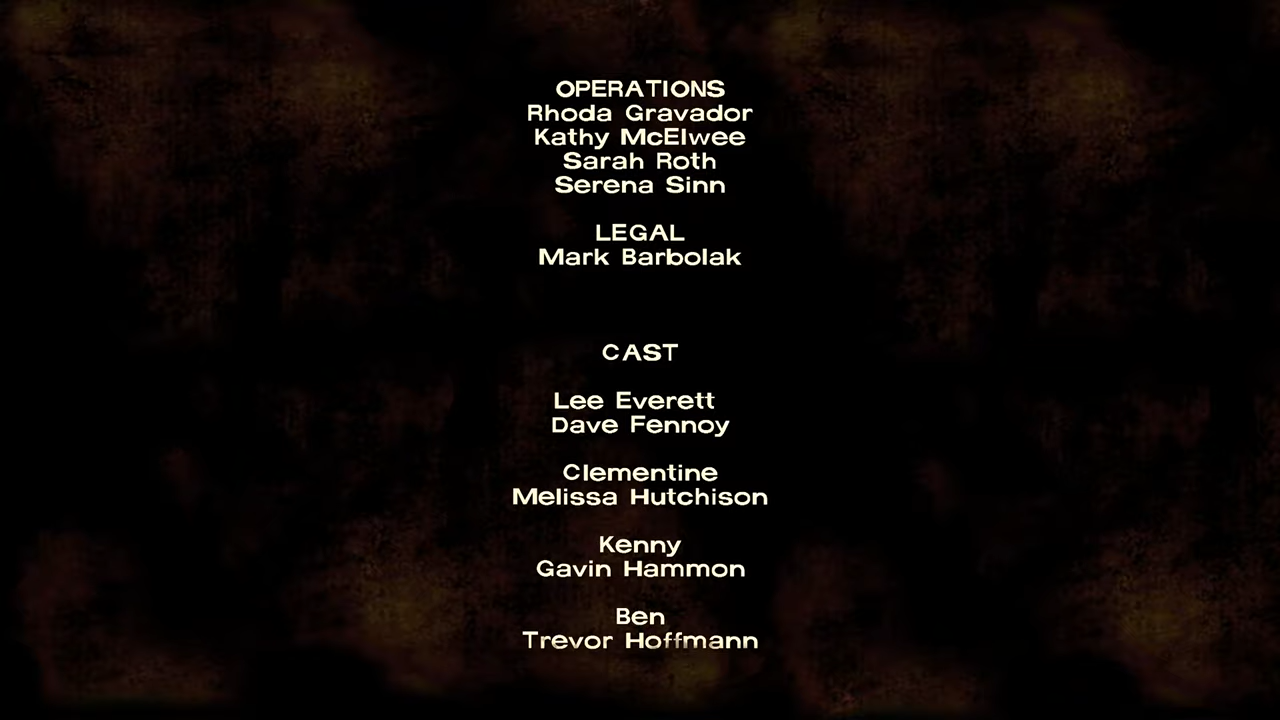 OPERATIONS
Rhoda Gravador
Kathy McElwee
Sarah Roth
Serena Sinn
LEGAL
Mark Barbolak
CAST
Lee Everett
Dave Fennoy
Clementine
Melissa Hutchison
Kenny
Gavin Hammon
Ben
Trevor Hoffmann